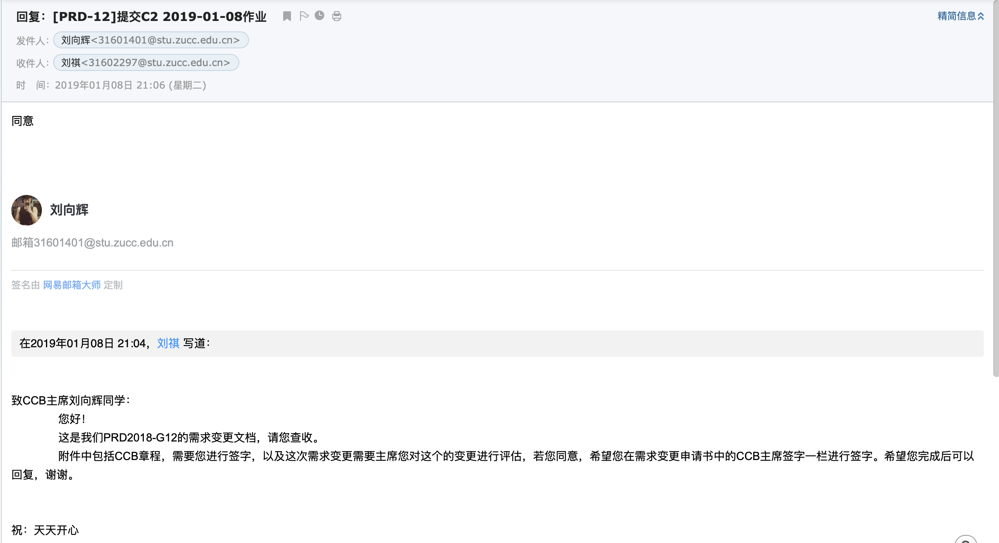 回复：[PRD-12]提交C2 2019-01-08作业
精简信息
发件人：刘向辉<31601401@stu.zucc.edu.cn>
收件人：刘祺<31602297@stu.zucc.edu.cn>
时 间：2019年01月08日 21:06 (星期二)
同意
刘向辉
邮箱31601401@stu.zucc.edu.cn
签名由 网易邮箱大师 定制
在2019年01月08日 21:04，刘祺 写道：
致CCB主席刘向辉同学：
您好！
这是我们PRD2018-G12的需求变更文档，请您查收。
附件中包括CCB章程，需要您进行签字，以及这次需求变更需要主席您对这个的变更进行评估，若您同意，希望您在需求变更申请书中的CCB主席签字一栏进行签字。希望您完成后可以
回复，谢谢。
祝：天天开心